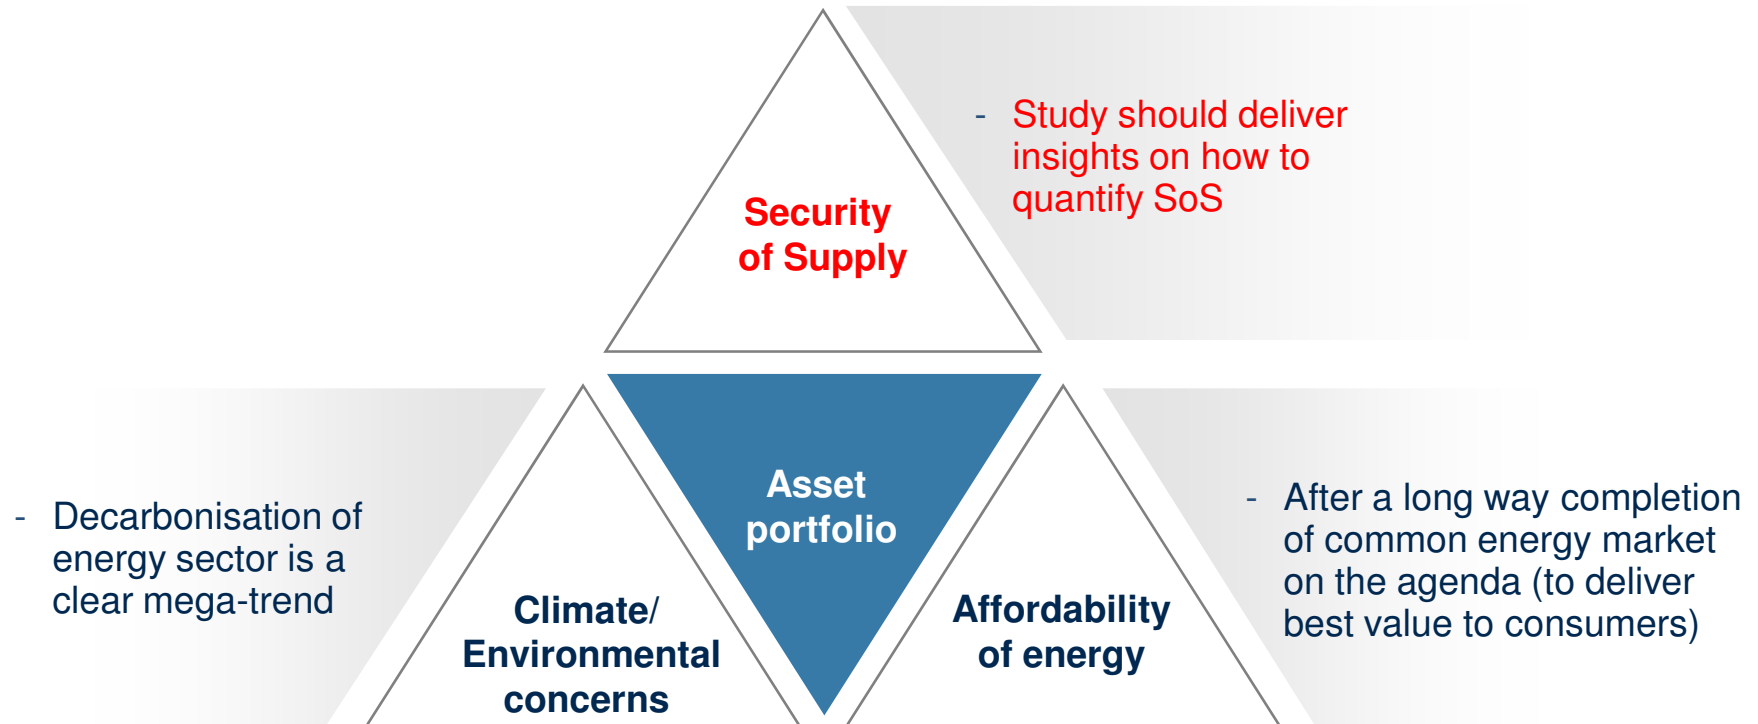 - Study should deliver
insights on how to
quantify SoS
Security
of Supply
Asset
portfolio
- Decarbonisation of
energy sector is a
clear mega-trend
Climate/
Environmental
concerns
Affordability
of energy
- After a long way completion
of common energy market
on the agenda (to deliver
best value to consumers)